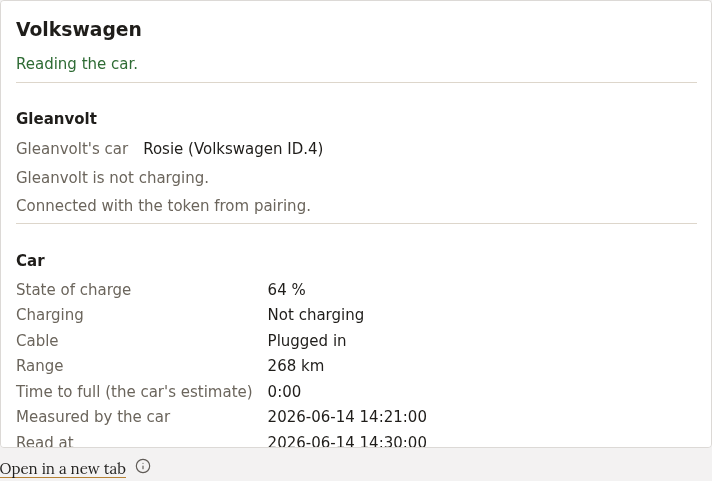 Volkswagen
Reading the car.
Gleanvolt
Gleanvolt's car Rosie (Volkswagen ID.4)
Gleanvolt is not charging.
Connected with the token from pairing.
Car
State of charge 64 %
Charging Not charging
Cable Plugged in
Range 268 km
Time to full (the car's estimate) 0:00
Measured by the car 2026-06-14 14:21:00
Read at 2026-06-14 14:30:00
Open in a new tab